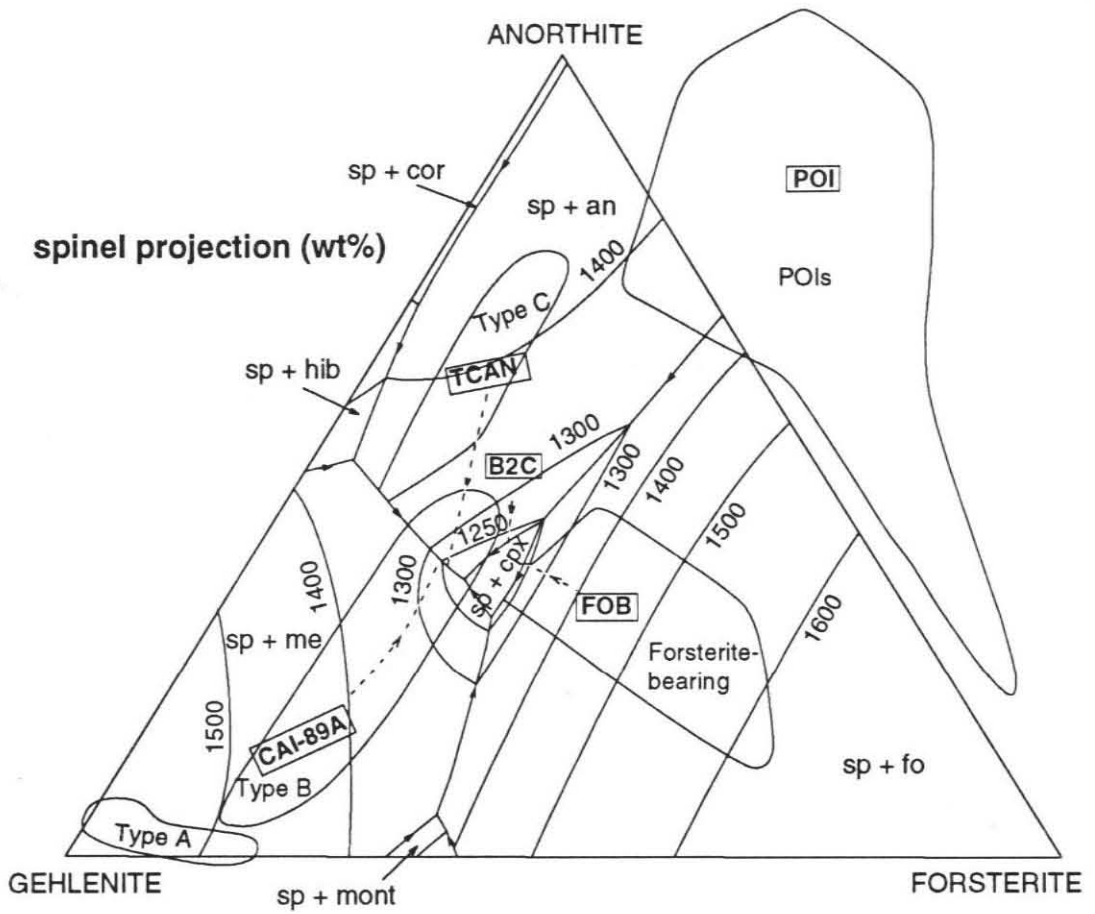 ANORTHITE
sp + cor
POI
sp + an
spinel projection (wt%)
1400
POIs
Type C
sp + hib
TCAN
1300
B2C
1300
1400
1250
1500
sp + cpx
1300
1400
FOB
1600
sp + me
Forsterite-
bearing
1500
CAI-89A
sp + fo
Type B
Type A
GEHLENITE
FORSTERITE
sp + mont